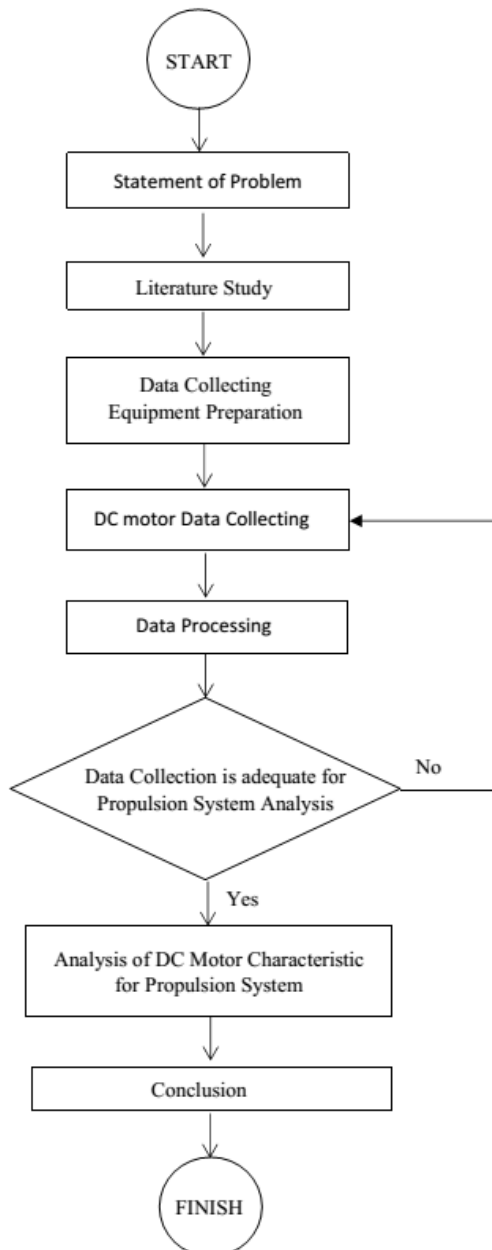 START
Statement of Problem
Literature Study
Data Collecting
Equipment Preparation
DC motor Data Collecting
Data Processing
Data Collection is adequate for
Propulsion System Analysis
No
Yes
Analysis of DC Motor Characteristic
for Propulsion System
Conclusion
FINISH